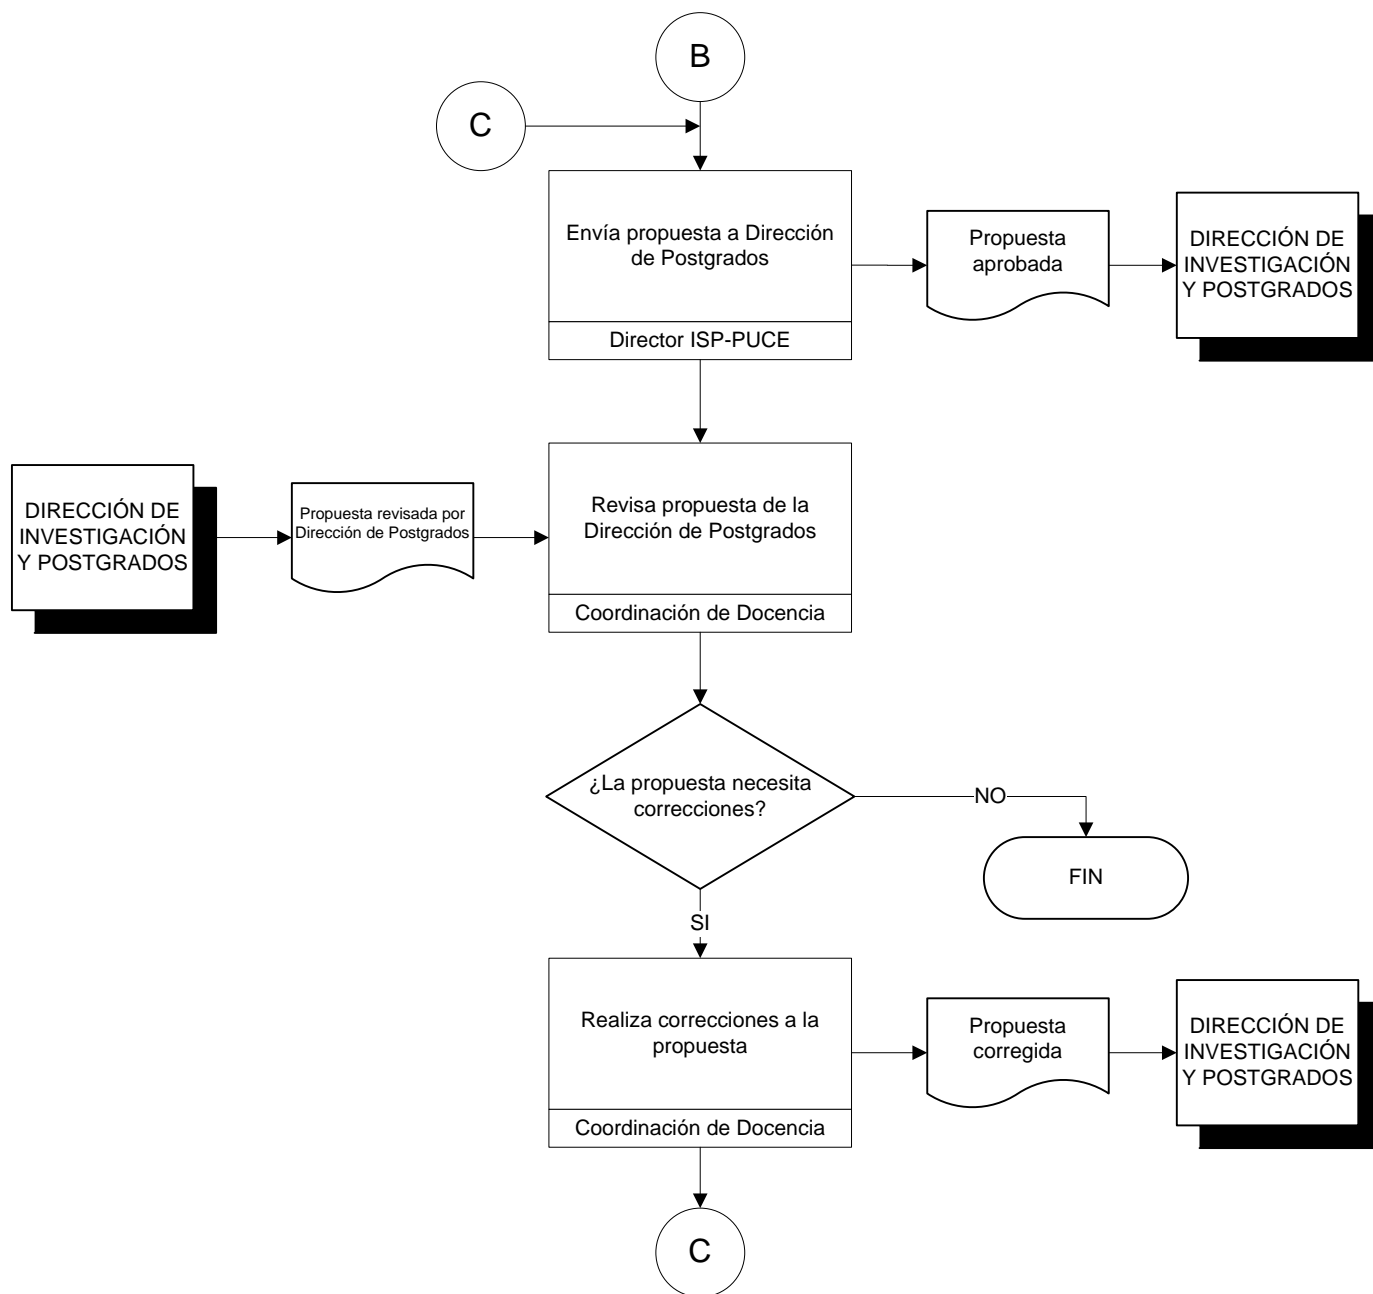 B
C
Envía propuesta a Dirección
de Postgrados
Director ISP-PUCE
Propuesta
aprobada
DIRECCIÓN DE
INVESTIGACIÓN
Y POSTGRADOS
DIRECCIÓN DE
INVESTIGACIÓN
Y POSTGRADOS
Propuesta revisada por
Dirección de Postgrados
Revisa propuesta de la
Dirección de Postgrados
Coordinación de Docencia
¿La propuesta necesita
correcciones?
NO
FIN
SI
Realiza correcciones a la
propuesta
Coordinación de Docencia
Propuesta
corregida
DIRECCIÓN DE
INVESTIGACIÓN
Y POSTGRADOS
C